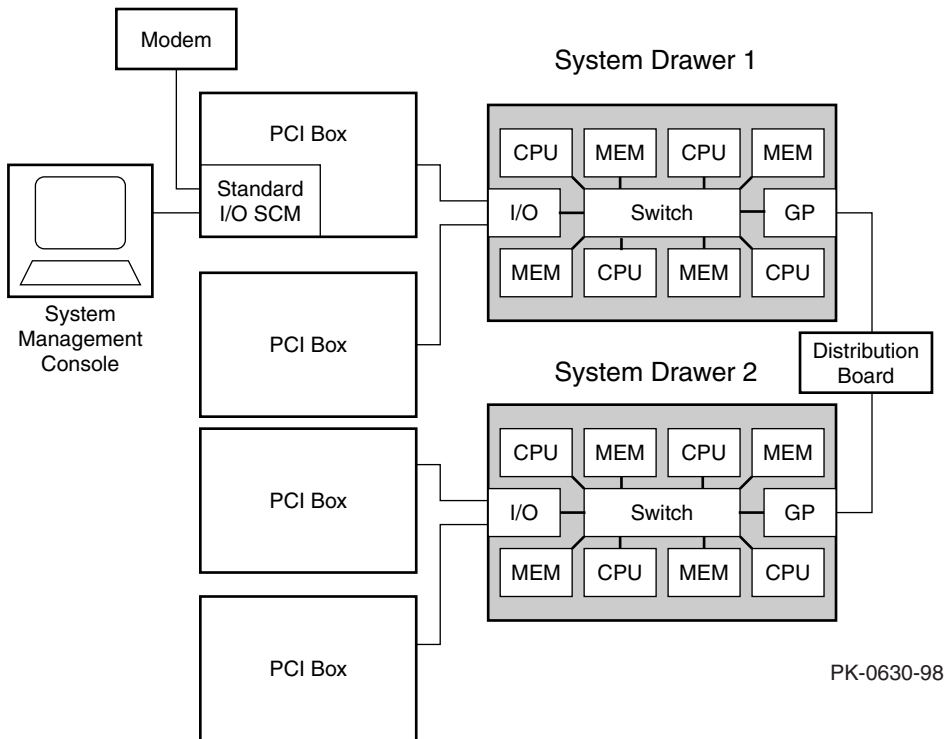 Modem
System Drawer 1
PCI Box
Standard
I/O SCM
System
Management
Console
CPU
MEM
CPU
MEM
I/O
Switch
GP
MEM
CPU
MEM
CPU
PCI Box
Distribution
Board
System Drawer 2
PCI Box
CPU
MEM
CPU
MEM
I/O
Switch
GP
MEM
CPU
MEM
CPU
PCI Box
PK-0630-98